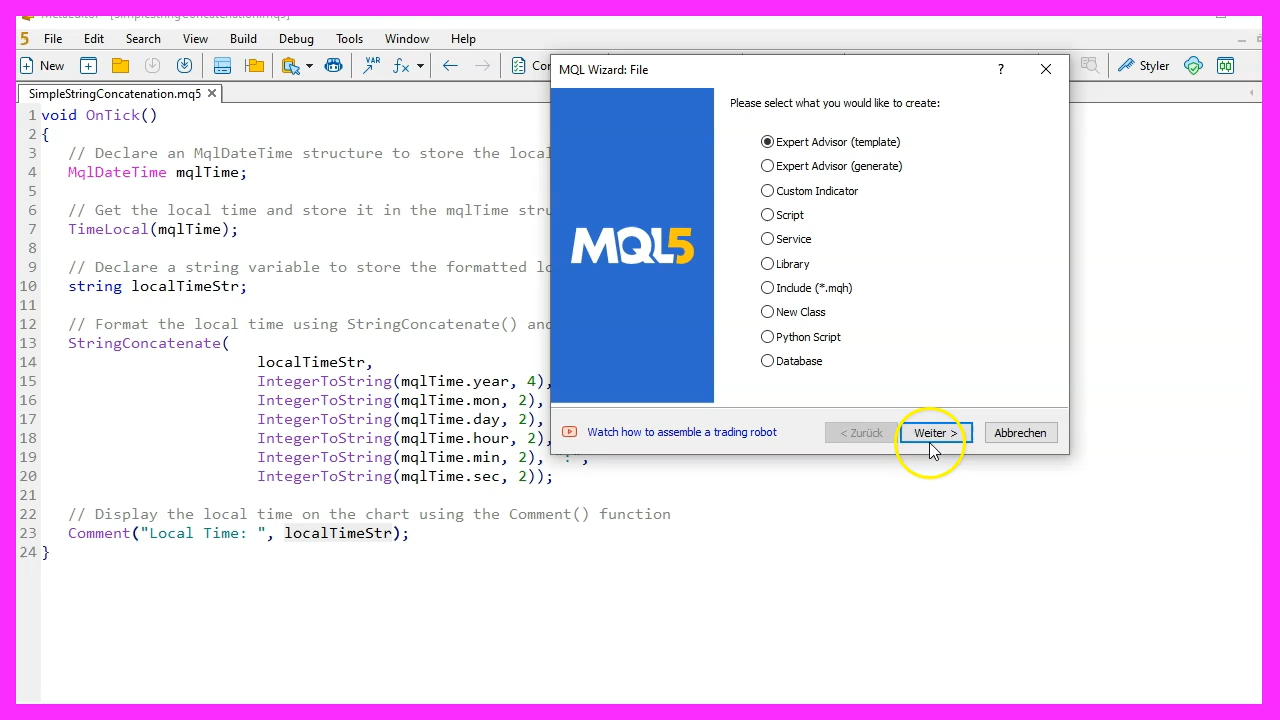 MetaEditor - [SimpleStringConcatenation.mq5]
5 File Edit Search View Build Debug Tools Window Help
New VAR Styler
SimpleStringConcatenation.mq5
1 void OnTick()
2 {
3 // Declare an MqlDateTime structure to store the local
4 MqlDateTime mqlTime;
5
6 // Get the local time and store it in the mqlTime
7 TimeLocal(mqlTime);
8
9 // Declare a string variable to store the formatted
10 string localTimeStr;
11
12 // Format the local time using StringConcatenate() and
13 StringConcatenate(
14 localTimeStr,
15 IntegerToString(mqlTime.year, 4),
16 IntegerToString(mqlTime.mon, 2),
17 IntegerToString(mqlTime.day, 2),
18 IntegerToString(mqlTime.hour, 2),
19 IntegerToString(mqlTime.min, 2), ":",
20 IntegerToString(mqlTime.sec, 2));
21
22 // Display the local time on the chart using the Comment() function
23 Comment("Local Time: ", localTimeStr);
24 }
MQL Wizard: File ?
MQL5
Please select what you would like to create:
Expert Advisor (template)
Expert Advisor (generate)
Custom Indicator
Script
Service
Library
Include (*.mqh)
New Class
Python Script
Database
Watch how to assemble a trading robot
< Zurück Weiter > Abbrechen